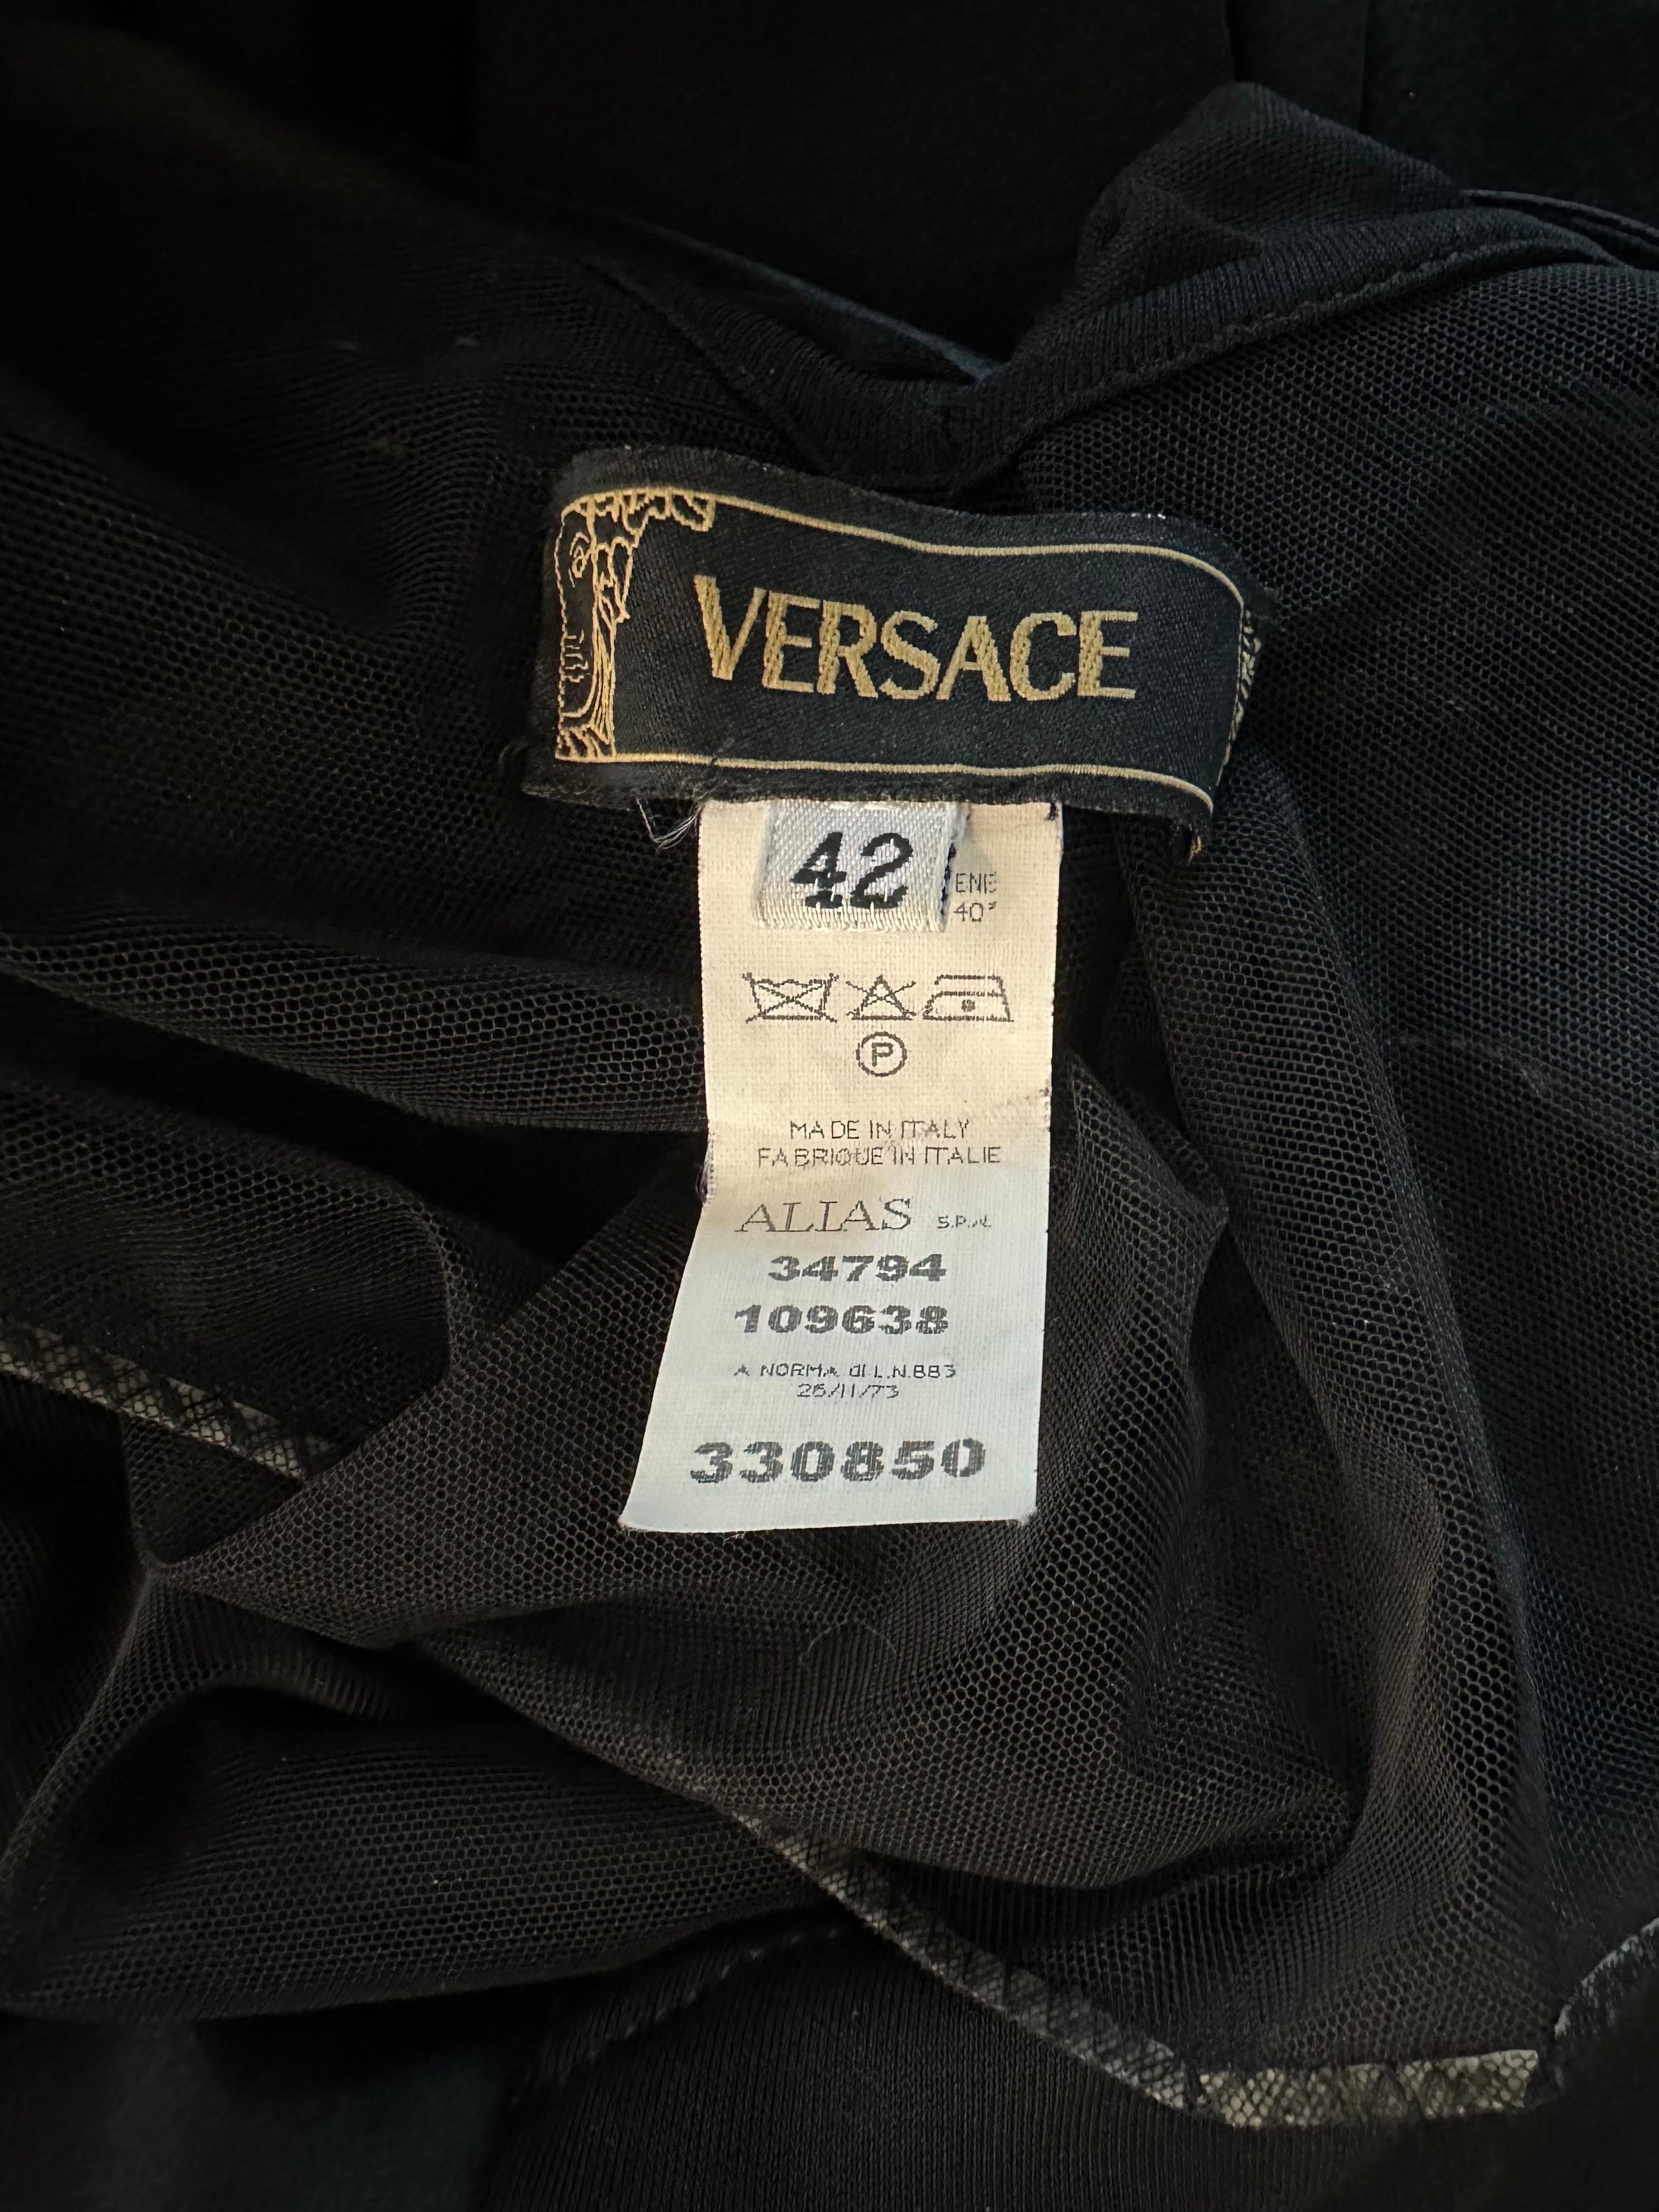 VERSACE
42
40°
P
MADE IN ITALY
FABRIQUE IN ITALIE
ALIAS S.P.A.
34794
109638
A NORMA DI L.N.883
26/11/73
330850